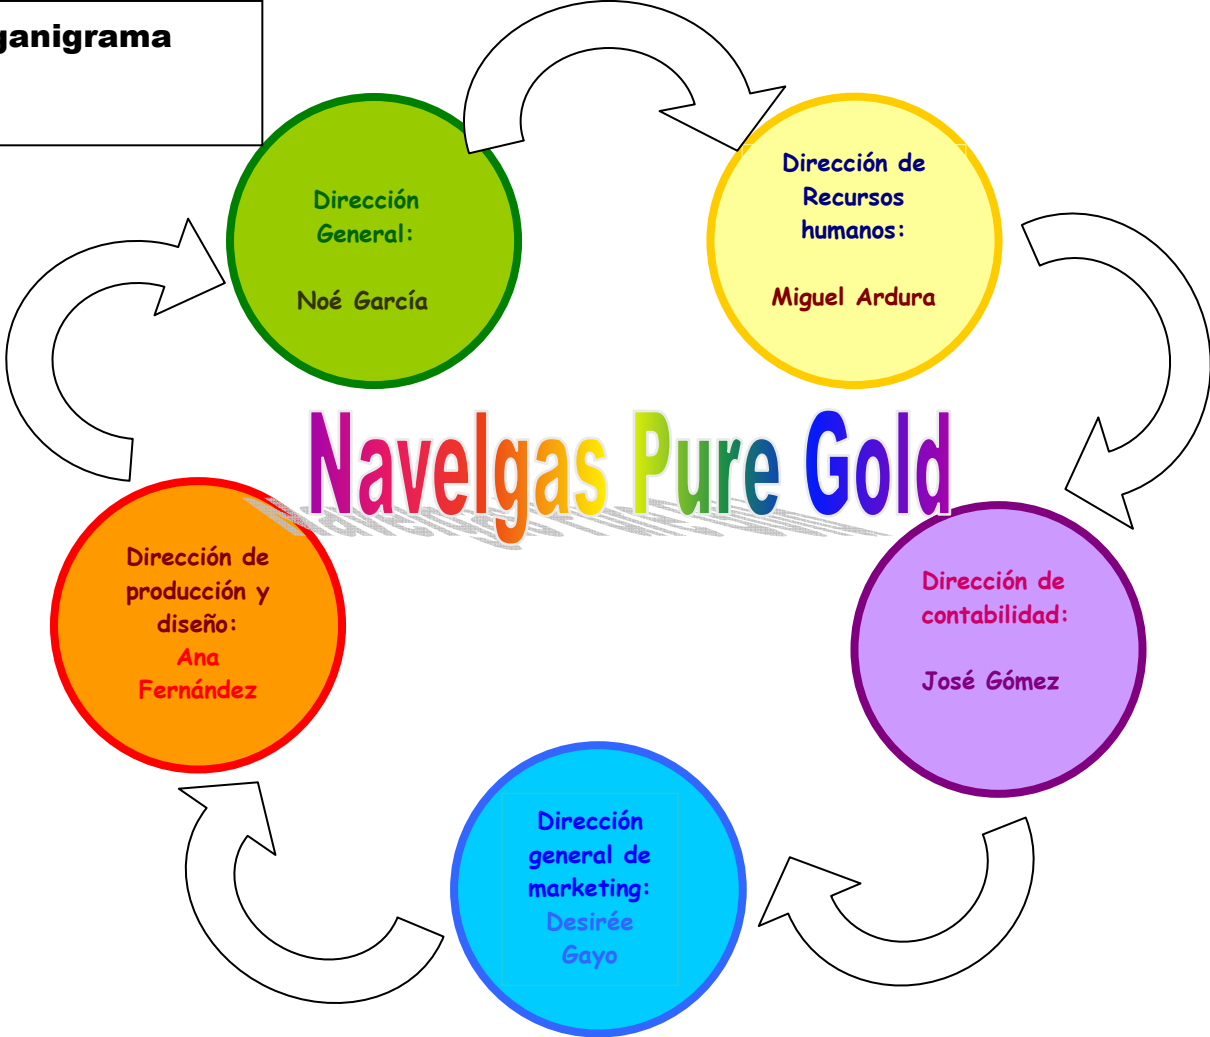 ganigrama
Dirección
General:
Noé García
Dirección de
Recursos
humanos:
Miguel Ardura
Navelgas Pure Gold
Dirección de
producción y
diseño:
Ana
Fernández
Dirección de
contabilidad:
José Gómez
Dirección
general de
marketing:
Desirée
Gayo